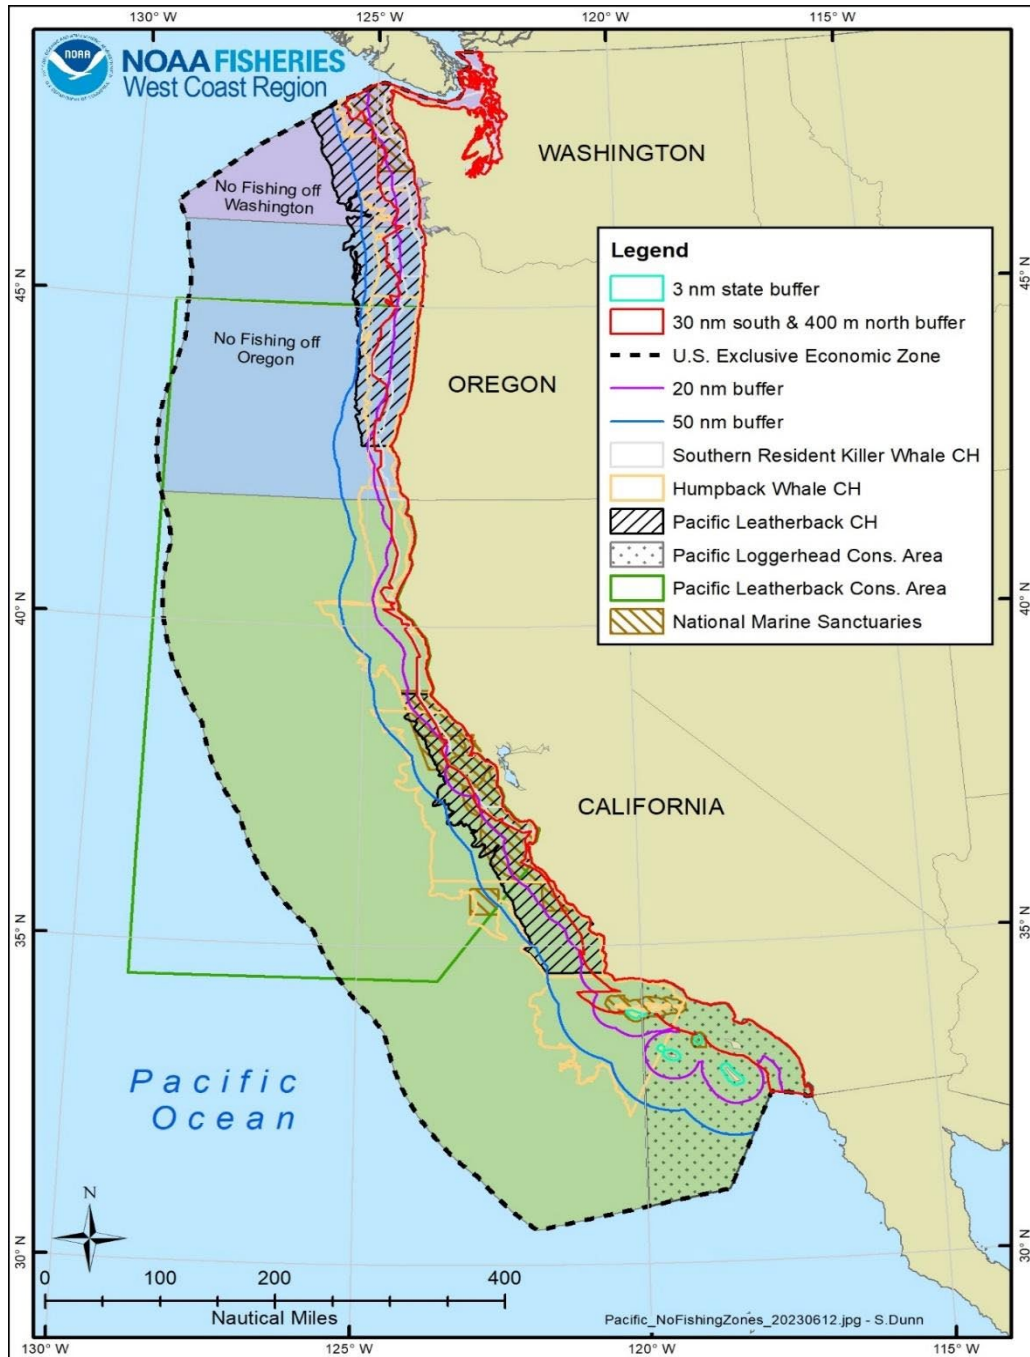 130° W 125° W 120° W 115° W
NOAA
NOAA FISHERIES
West Coast Region
WASHINGTON
No Fishing off
Washington
45° N
45° N
No Fishing off
Oregon
OREGON
Legend
3 nm state buffer
30 nm south & 400 m north buffer
U.S. Exclusive Economic Zone
20 nm buffer
50 nm buffer
Southern Resident Killer Whale CH
Humpback Whale CH
Pacific Leatherback CH
Pacific Loggerhead Cons. Area
Pacific Leatherback Cons. Area
National Marine Sanctuaries
40° N
40° N
CALIFORNIA
35° N
35° N
Pacific
Ocean
N
30° N
30° N
0 100 200 400
Nautical Miles
Pacific_NoFishingZones_20230612.jpg - S.Dunn
130° W 125° W 120° W 115° W